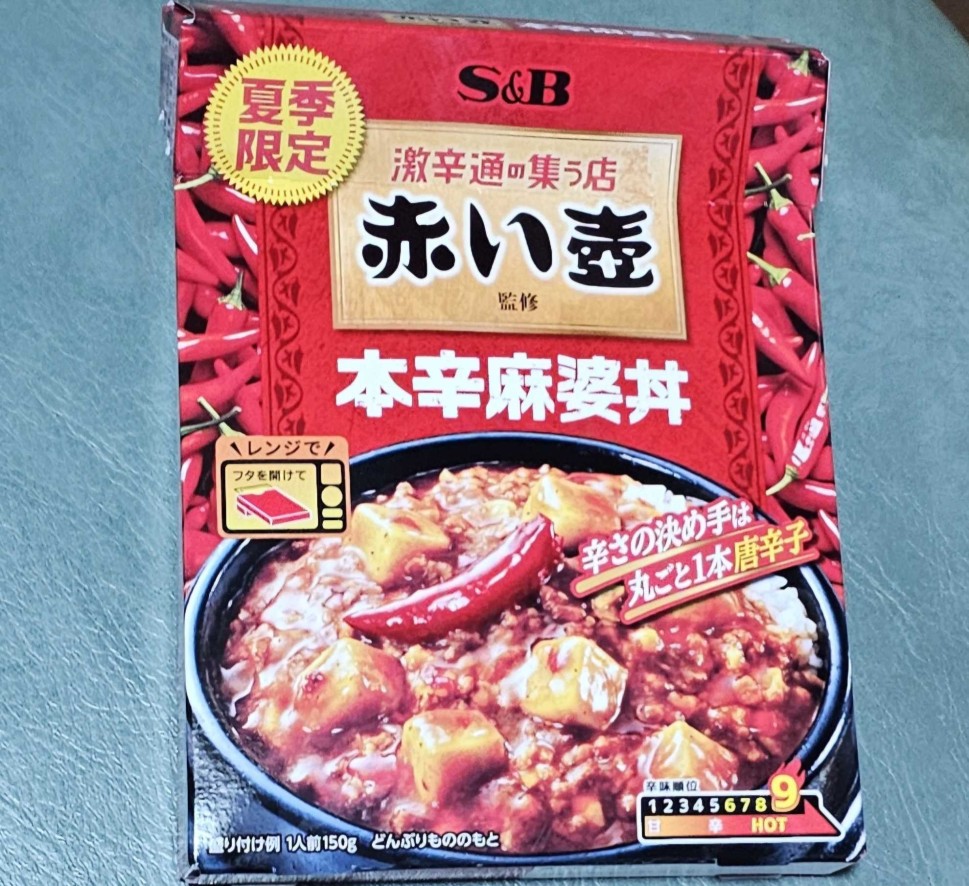 赤い壺
夏季
限定
S&B
激辛通の集う店
赤い壺
監修
本辛麻婆丼
レンジで
フタを開けて
辛さの決め手は
丸ごと1本唐辛子
辛味順位
123456789
甘 辛 HOT
盛り付け例 1人前150g どんぶりもののもと